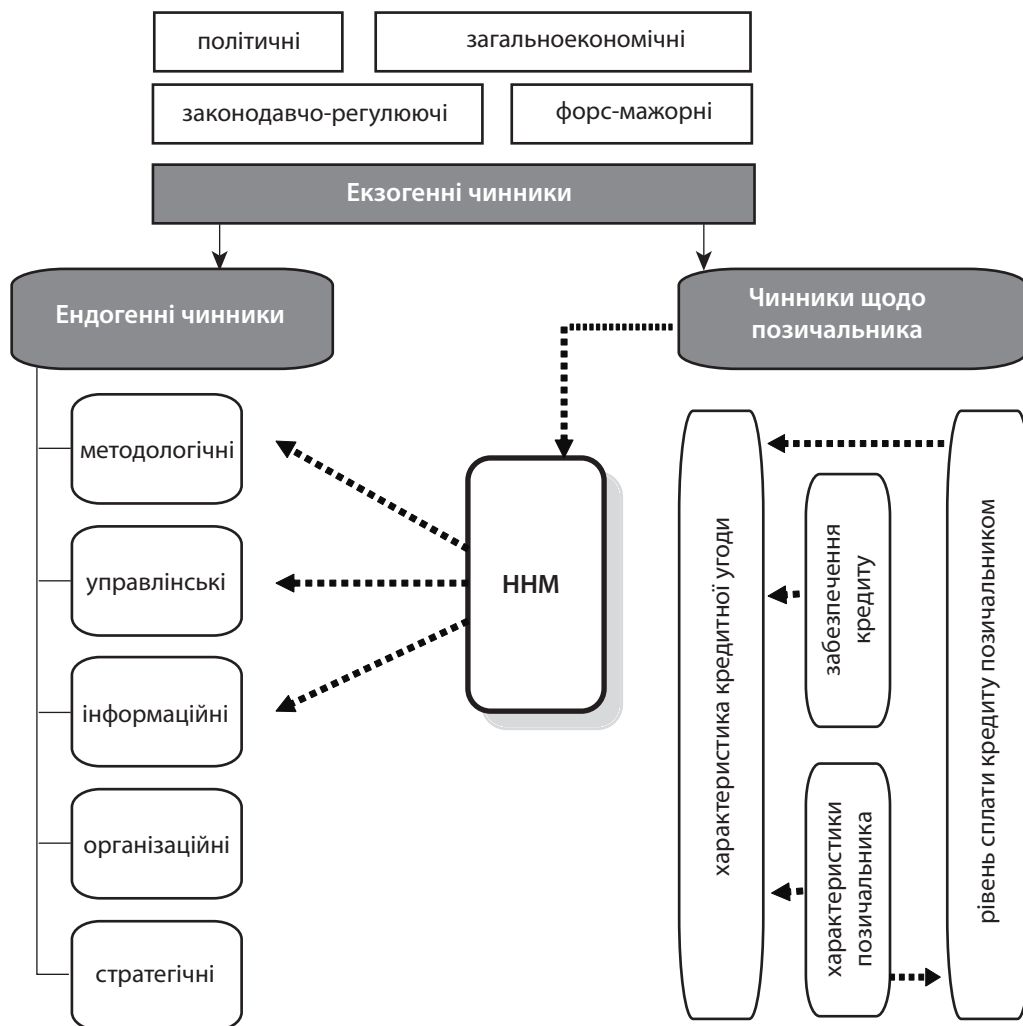 політичні
загальноекономічні
законодавчо-регулюючі
форс-мажорні
Екзогенні чинники
Ендогенні чинники
Чинники щодо
позичальника
методологічні
управлінські
інформаційні
організаційні
стратегічні
ННМ
характеристика кредитної угоди
забезпечення
кредиту
характеристики
позичальника
рівень сплати кредиту позичальником